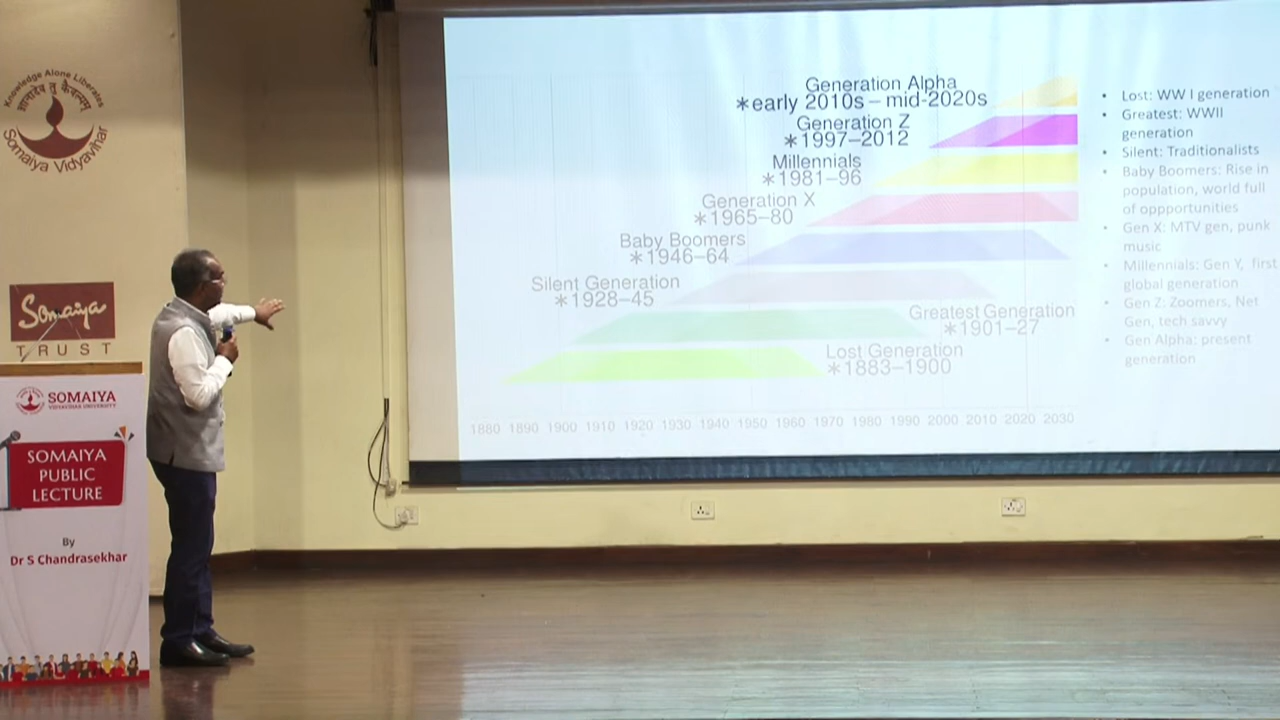 Knowledge Alone Liberates
ज्ञानादेव तु कैवल्यम्
Somaiya Vidyavihar
Somaiya
TRUST
SOMAIYA
VIDYAVIHAR UNIVERSITY
SOMAIYA
PUBLIC
LECTURE
By
Dr S Chandrasekhar
Generation Alpha
*early 2010s – mid-2020s
Generation Z
*1997–2012
Millennials
*1981–96
Generation X
*1965–80
Baby Boomers
*1946–64
Silent Generation
*1928–45
Greatest Generation
*1901–27
Lost Generation
*1883–1900
1880 1890 1900 1910 1920 1930 1940 1950 1960 1970 1980 1990 2000 2010 2020 2030
• Lost: WW I generation
• Greatest: WWII
generation
• Silent: Traditionalists
• Baby Boomers: Rise in
population, world full
of oppportunities
• Gen X: MTV gen, punk
music
• Millennials: Gen Y, first
global generation
• Gen Z: Zoomers, Net
Gen, tech savvy
• Gen Alpha: present
generation